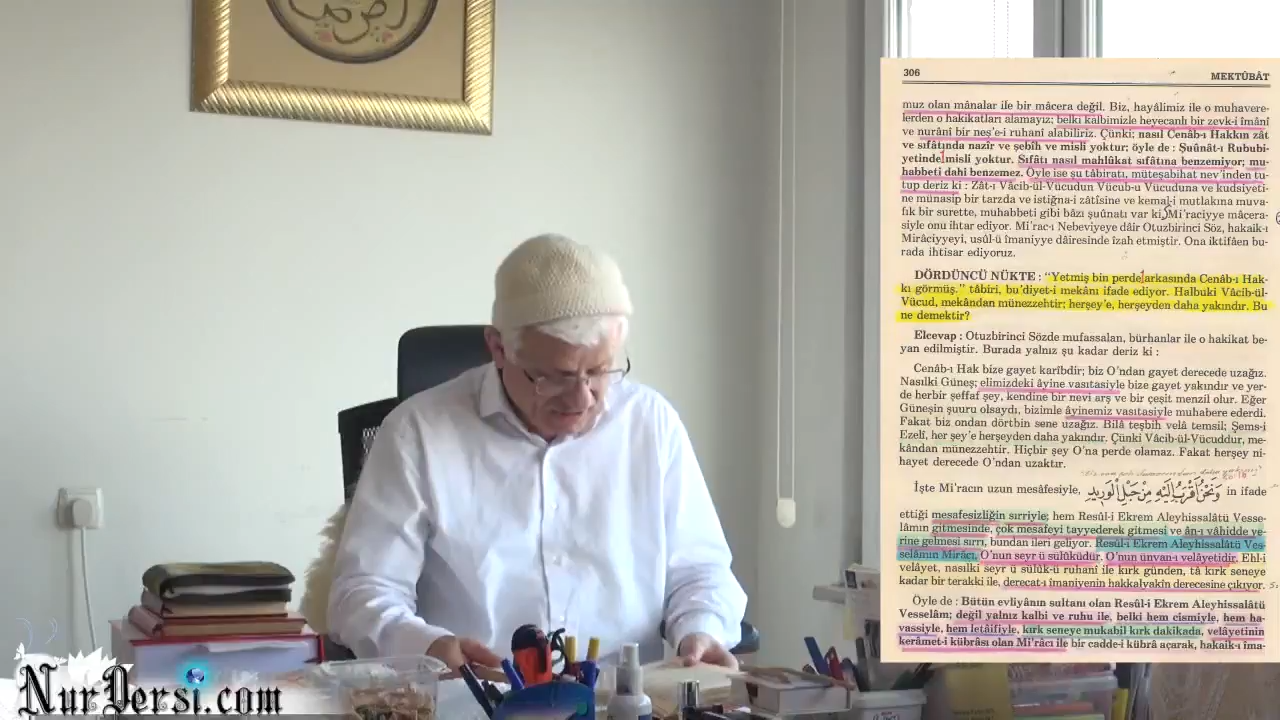 306
MEKTÛBÂT
muz olan mânalar ile bir mâcera değil. Biz, hayâlimiz ile o muhavere-
lerden o hakikatları alamayız; belki kalbimizle heyecanlı bir zevk-i îmânî
ve nurânî bir neş'e-i ruhanî alabiliriz. Çünki; nasıl Cenâb-ı Hakkın zât
ve sıfâtında nazîr ve şebîh ve misli yoktur; öyle de : Şuûnât-ı Rububi-
yetinde misli yoktur. Sıfâtı nasıl mahlûkat sıfâtına benzemiyor; mu-
habbeti dahi benzemez. Öyle ise şu tâbiratı, müteşabihat nev'inden tu-
tup deriz ki : Zât-ı Vâcib-ül-Vücudun Vücub-u Vücuduna ve kudsiyeti-
ne münasip bir tarzda ve istiğna-i zâtîsine ve kemal-i mutlakına muva-
fık bir surette, muhabbeti gibi bâzı şuûnatı var ki, Mi'raciyye mâcera-
siyle onu ihtar ediyor. Mi'rac-ı Nebeviyeye dâir Otuzbirinci Söz, hakaik-ı
Mirâciyyeyi, usûl-ü îmaniyye dâiresinde îzah etmiştir. Ona iktifâen bu-
rada ihtisar ediyoruz.
DÖRDÜNCÜ NÜKTE : "Yetmiş bin perde arkasında Cenâb-ı Hak-
kı görmüş." tâbiri, bu'diyet-i mekânı ifade ediyor. Halbuki Vâcib-ül-
Vücud, mekândan münezzehtir; herşey'e, herşeyden daha yakındır. Bu
ne demektir?
Elcevap : Otuzbirinci Sözde mufassalan, bürhanlar ile o hakikat be-
yan edilmiştir. Burada yalnız şu kadar deriz ki :
Cenâb-ı Hak bize gayet karîbdir; biz O'ndan gayet derecede uzağız.
Nasılki Güneş; elimizdeki âyine vasıtasiyle bize gayet yakındır ve yer-
de herbir şeffaf şey, kendine bir nevi arş ve bir çeşit menzil olur. Eğer
Güneşin şuuru olsaydı, bizimle âyinemiz vasıtasiyle muhabere ederdi.
Fakat biz ondan dörtbin sene uzağız. Bilâ teşbih velâ temsil; Şems-i
Ezelî, her şey'e herşeyden daha yakındır. Çünki Vâcib-ül-Vücuddur, me-
kândan münezzehtir. Hiçbir şey O'na perde olamaz. Fakat herşey ni-
hayet derecede O'ndan uzaktır.
İşte Mi'racın uzun mesâfesiyle, وَنَحْنُ اَقْرَبُ اِلَيْهِ مِنْ حَبْلِ الْوَرِيدِ in ifade
ettiği mesafesizliğin sırriyle; hem Resûl-i Ekrem Aleyhissalâtü Vesse-
lâmın gitmesinde, çok mesafeyi tayyederek gitmesi ve ân-ı vâhidde ye-
rine gelmesi sırrı, bundan ileri geliyor. Resûl-i Ekrem Aleyhissalâtü Ves-
selâmın Mirâcı, O'nun seyr ü sülûküdür, O'nun ünvan-ı velâyetidir. Ehl-i
velâyet, nasılki seyr ü sülûk-ü ruhanî ile kırk günden, tâ kırk seneye
kadar bir terakki ile, derecat-ı îmaniyenin hakkalyakîn derecesine çıkıyor.
Öyle de : Bütün evliyânın sultanı olan Resûl-i Ekrem Aleyhissalâtü
Vesselâm; değil yalnız kalbi ve ruhu ile, belki hem cismiyle, hem ha-
vassiyle, hem letâifiyle, kırk seneye mukabil kırk dakikada, velâyetinin
kerâmet-i kübrâsı olan Mi'râcı ile bir cadde-i kübrâ açarak, hakaik-ı îma-
NurDersi.com